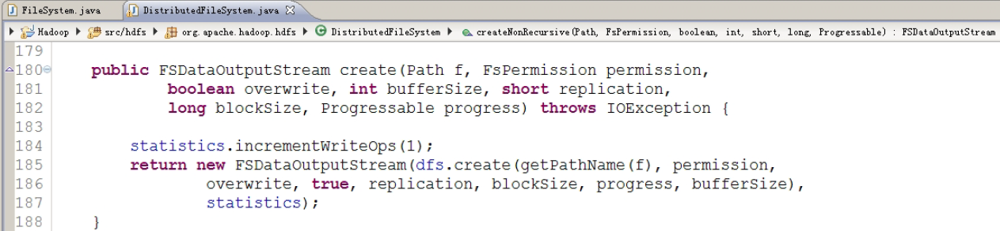 FileSystem.java DistributedFileSystem.java
Hadoop src/hdfs org.apache.hadoop.hdfs DistributedFileSystem createNonRecursive(Path, FsPermission, boolean, int, short, long, Progressable) : FSDataOutputStream
179
180 public FSDataOutputStream create(Path f, FsPermission permission,
181 boolean overwrite, int bufferSize, short replication,
182 long blockSize, Progressable progress) throws IOException {
183
184 statistics.incrementWriteOps(1);
185 return new FSDataOutputStream(dfs.create(getPathName(f), permission,
186 overwrite, true, replication, blockSize, progress, bufferSize),
187 statistics);
188 }